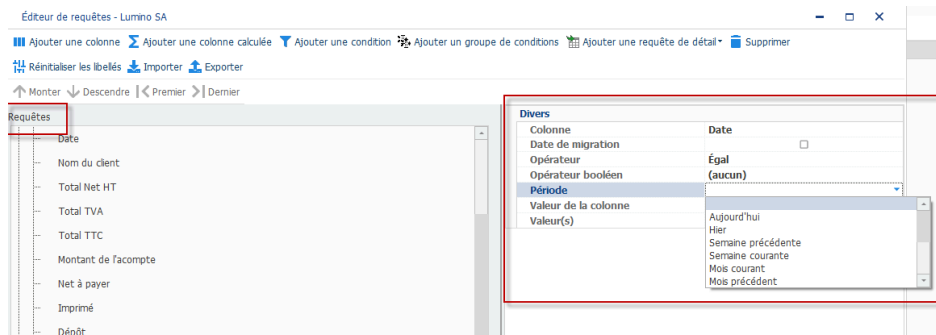 Éditeur de requêtes - Lumino SA
Ajouter une colonne Ajouter une colonne calculée Ajouter une condition Ajouter un groupe de conditions Ajouter une requête de détail Supprimer
Réinitialiser les libellés Importer Exporter
Monter Descendre Premier Dernier
Requêtes
Date
Nom du client
Total Net HT
Total TVA
Total TTC
Montant de l'acompte
Net à payer
Imprimé
Dépôt
Divers
Colonne Date
Date de migration
Opérateur Égal
Opérateur booléen (aucun)
Période
Valeur de la colonne
Valeur(s)
Aujourd'hui
Hier
Semaine précédente
Semaine courante
Mois courant
Mois précédent